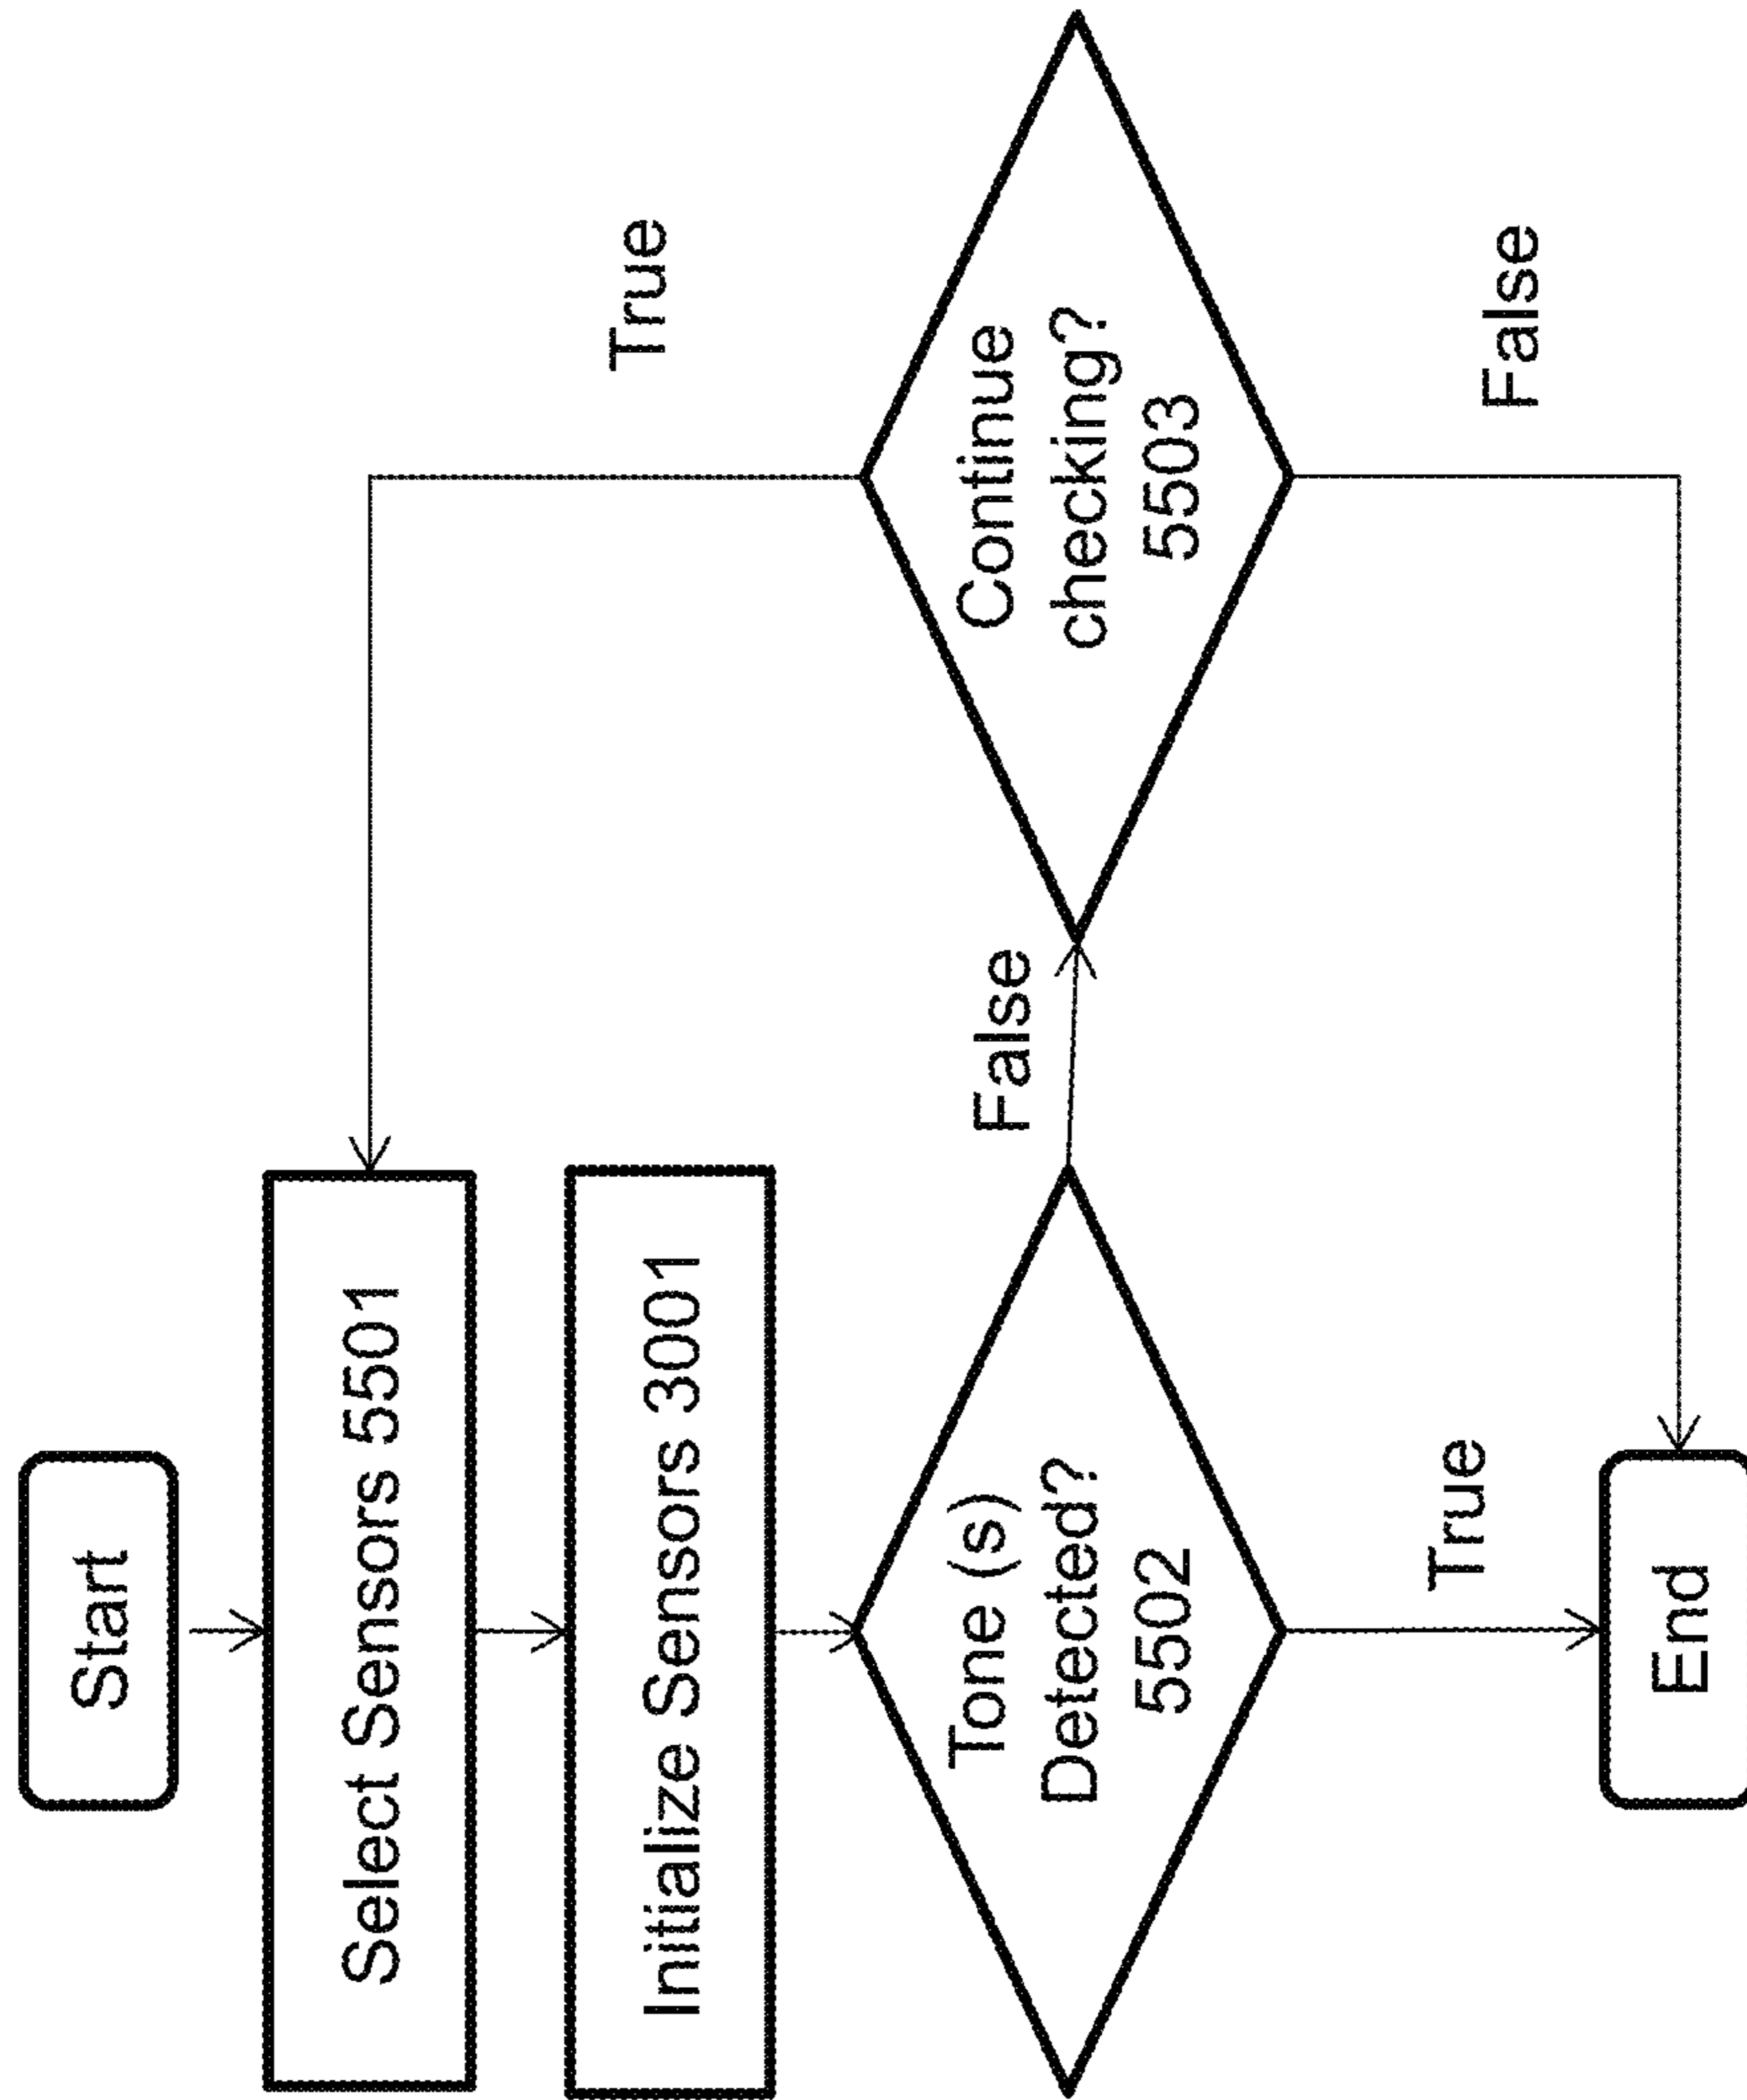 Start
Select Sensors 5501
Initialize Sensors 3001
Tone (s)
Detected?
5502
True
End
False
Continue
checking?
5503
True
False